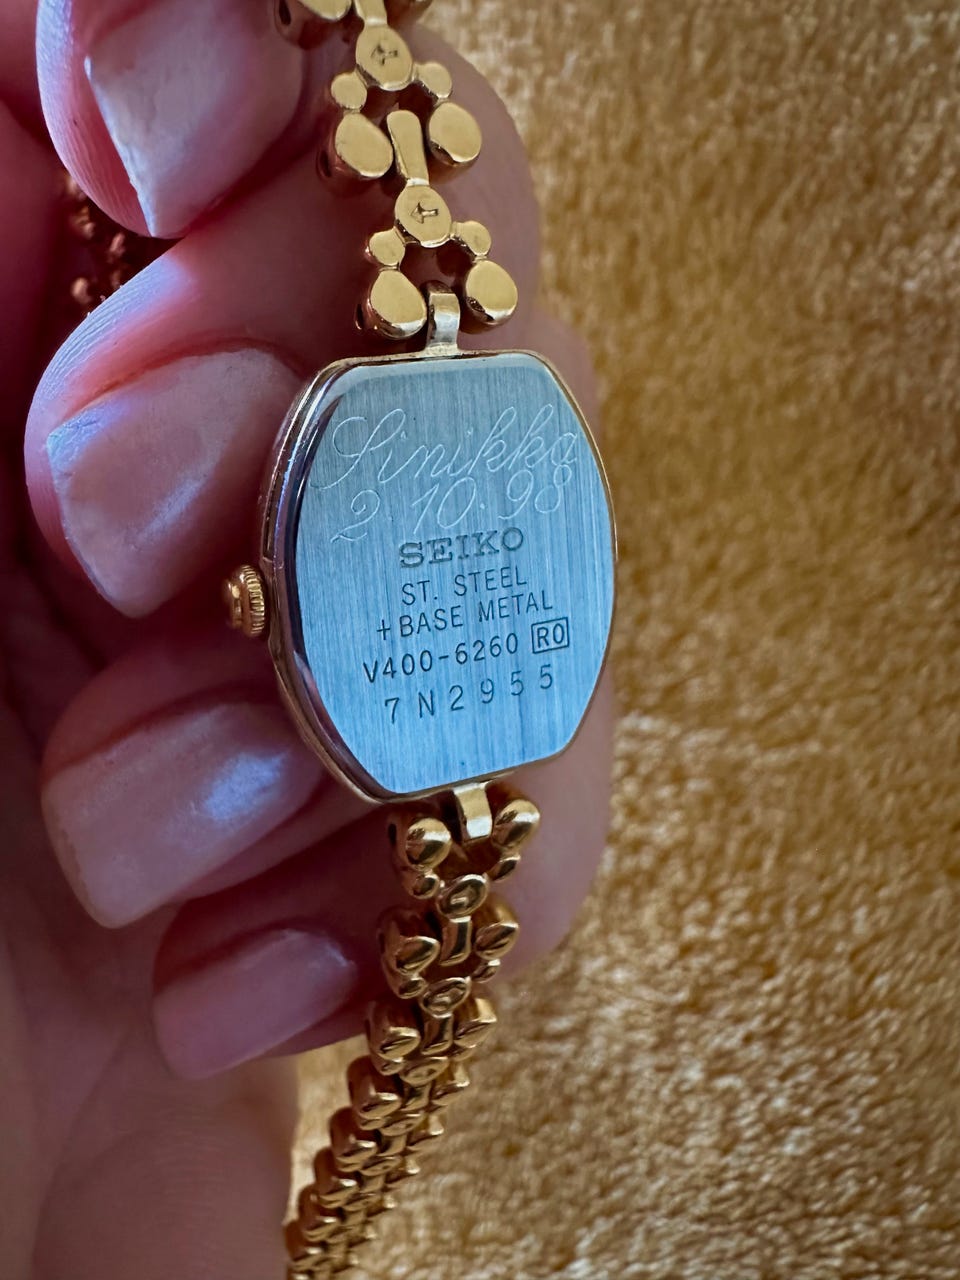 Sinikka
2 10.98
SEIKO
ST. STEEL
+BASE METAL
V400-6260 RO
7N2955